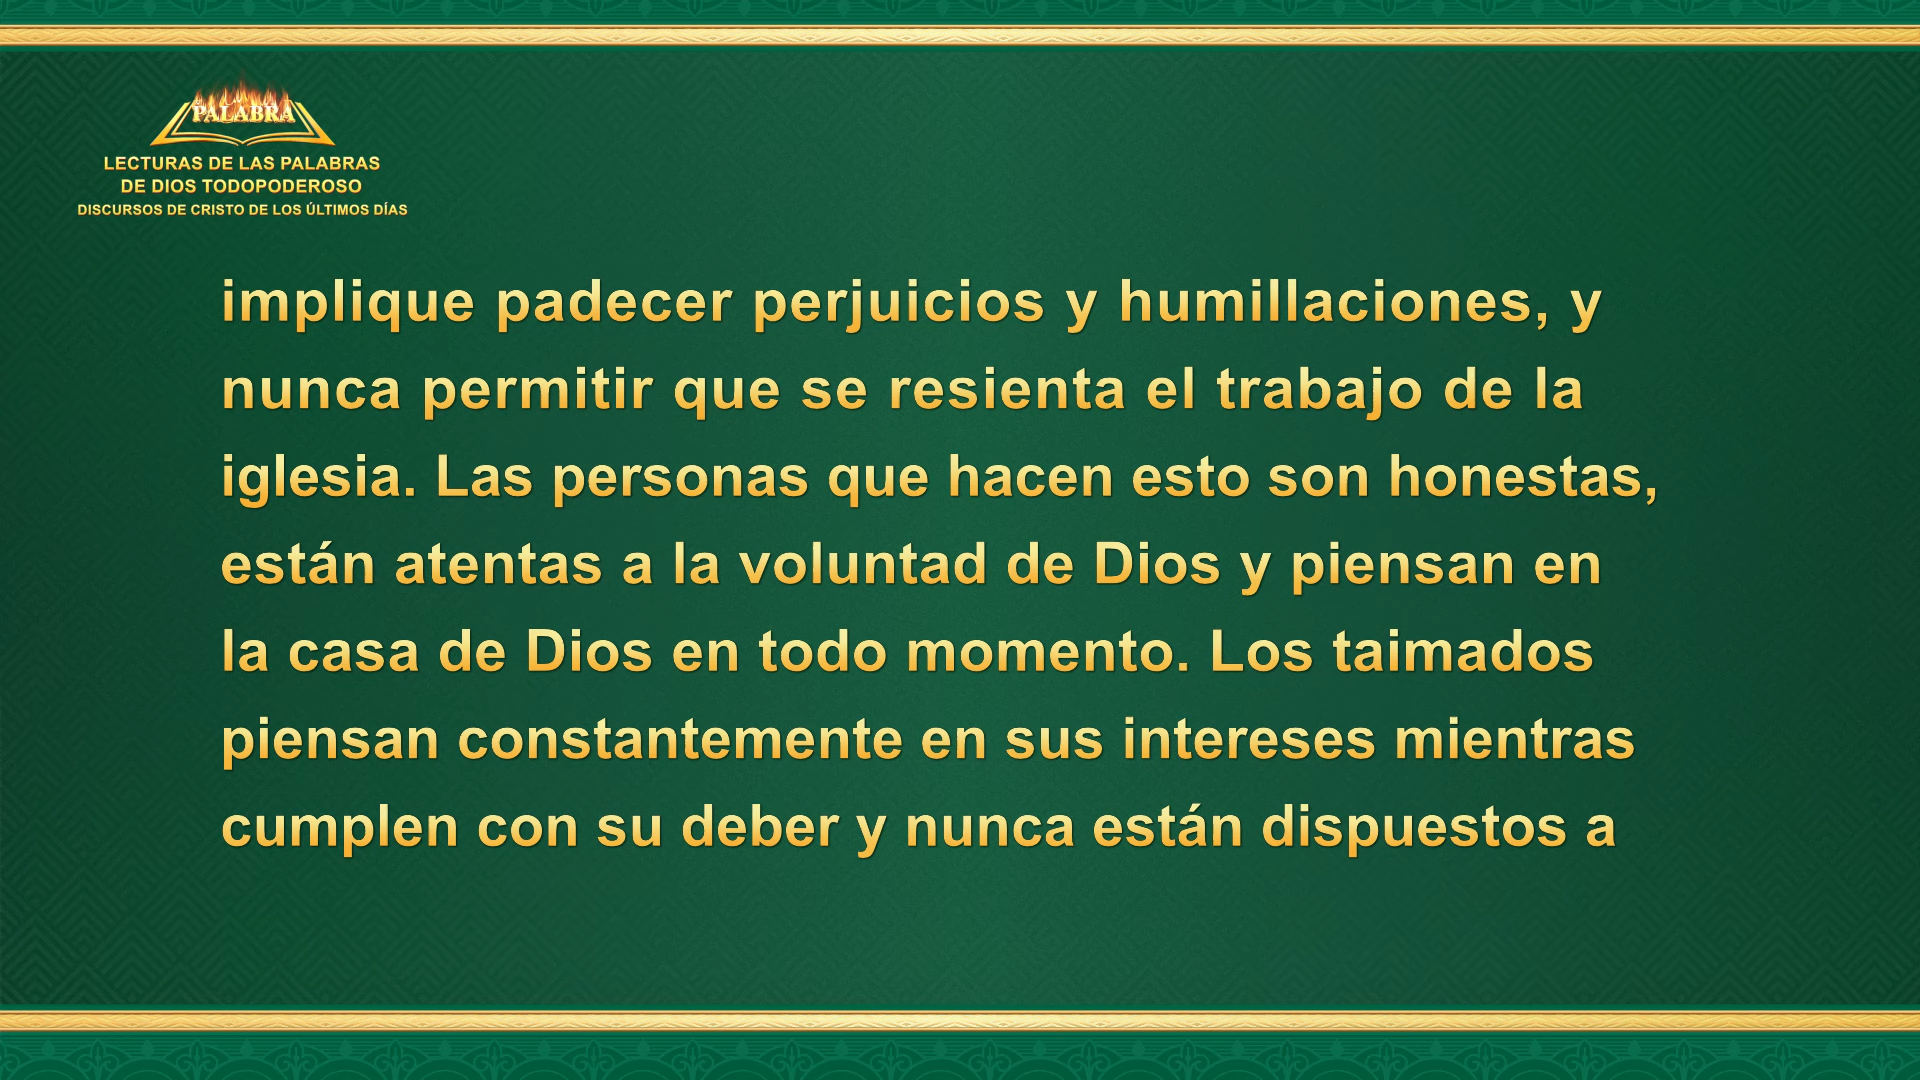 PALABRA
LECTURAS DE LAS PALABRAS
DE DIOS TODOPODEROSO
DISCURSOS DE CRISTO DE LOS ÚLTIMOS DÍAS
implique padecer perjuicios y humillaciones, y
nunca permitir que se resienta el trabajo de la
iglesia. Las personas que hacen esto son honestas,
están atentas a la voluntad de Dios y piensan en
la casa de Dios en todo momento. Los taimados
piensan constantemente en sus intereses mientras
cumplen con su deber y nunca están dispuestos a